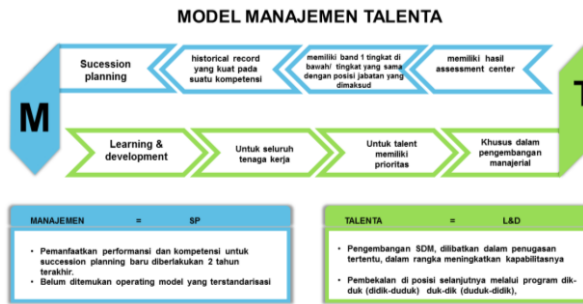 MODEL MANAJEMEN TALENTA
M
Sucession
planning
historical record
yang kuat pada
suatu kompetensi
memiliki band 1 tingkat di
bawah/ tingkat yang sama
dengan posisi jabatan yang
dimaksud
memiliki hasil
assessment center
T
Learning &
development
Untuk seluruh
tenaga kerja
Untuk talent
memiliki
prioritas
Khusus dalam
pengembangan
manajerial
MANAJEMEN = SP
• Pemanfaatkan performansi dan kompetensi untuk
succession planning baru diberlakukan 2 tahun
terakhir.
• Belum ditemukan operating model yang terstandarisasi
TALENTA = L&D
• Pengembangan SDM, dilibatkan dalam penugasan
tertentu, dalam rangka meningkatkan kapabilitasnya
• Pembekalan di posisi selanjutnya melalui program dik-
duk (didik-duduk) duk-dik (duduk-didik),